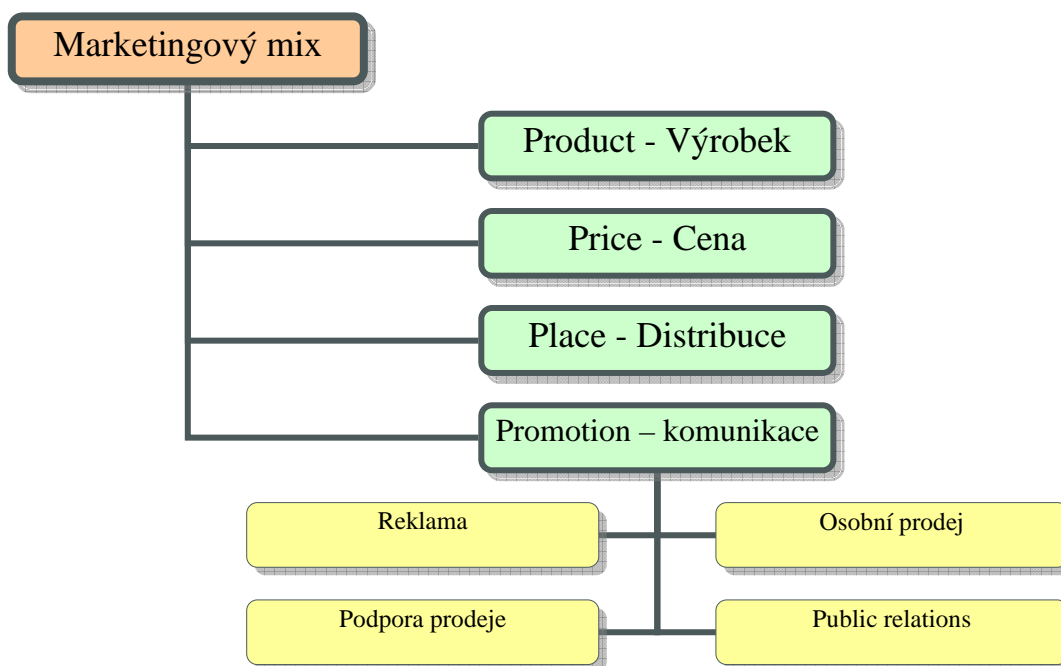 Marketingový mix
Product - Výrobek
Price - Cena
Place - Distribuce
Promotion – komunikace
Reklama
Osobní prodej
Podpora prodeje
Public relations